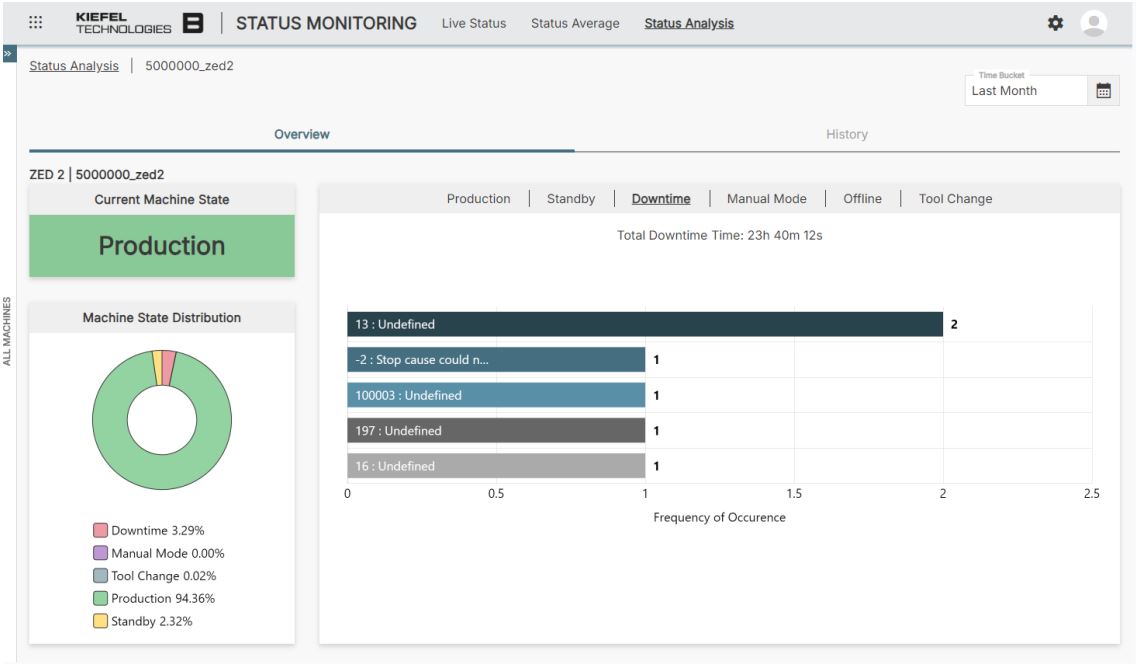 KIEFEL
TECHNOLOGIES
B
STATUS MONITORING
Live Status
Status Average
Status Analysis
»
Status Analysis | 5000000_zed2
Time Bucket
Last Month
Overview
History
ZED 2 | 5000000_zed2
Current Machine State
Production
Machine State Distribution
Downtime 3.29%
Manual Mode 0.00%
Tool Change 0.02%
Production 94.36%
Standby 2.32%
Production | Standby | Downtime | Manual Mode | Offline | Tool Change
Total Downtime Time: 23h 40m 12s
13 : Undefined 2
-2 : Stop cause could n... 1
100003 : Undefined 1
197 : Undefined 1
16 : Undefined 1
0 0.5 1 1.5 2 2.5
Frequency of Occurence
ALL MACHINES